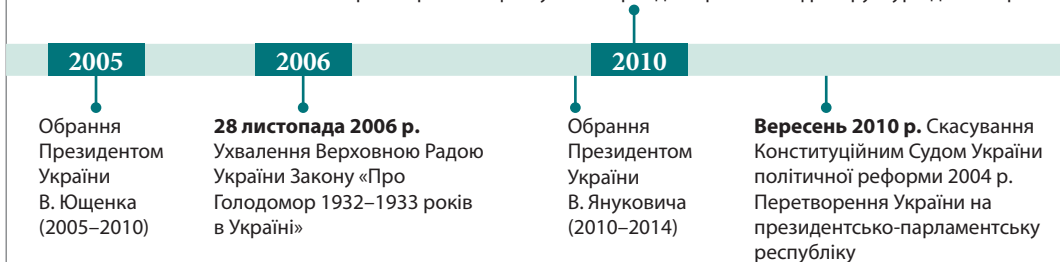 2005
2006
2010
Обрання
Президентом
України
В. Ющенка
(2005–2010)
28 листопада 2006 р.
Ухвалення Верховною Радою
України Закону «Про
Голодомор 1932–1933 років
в Україні»
Обрання
Президентом
України
В. Януковича
(2010–2014)
Вересень 2010 р. Скасування
Конституційним Судом України
політичної реформи 2004 р.
Перетворення України на
президентсько-парламентську
республіку